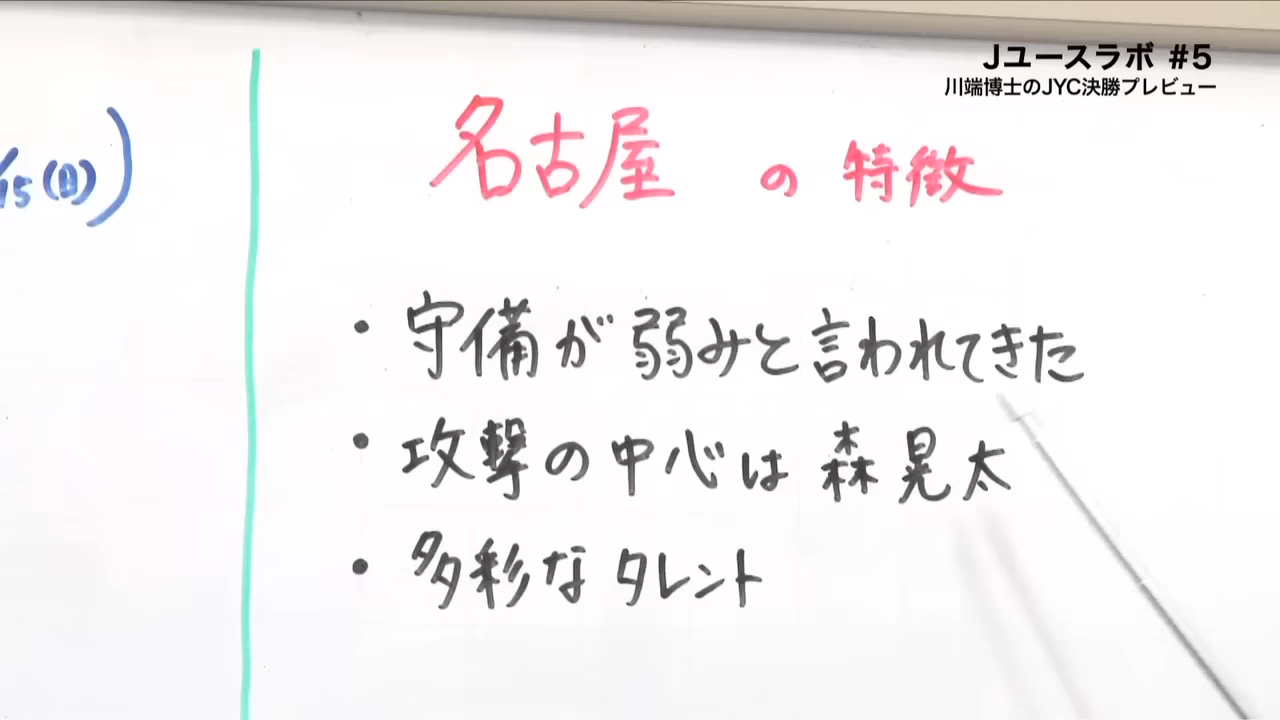 Jユースラボ #5
川端博士のJYC決勝プレビュー
/15(日))
名古屋 の 特徴
・守備が弱みと言われてきた
・攻撃の中心は 森晃太
・多彩なタレント